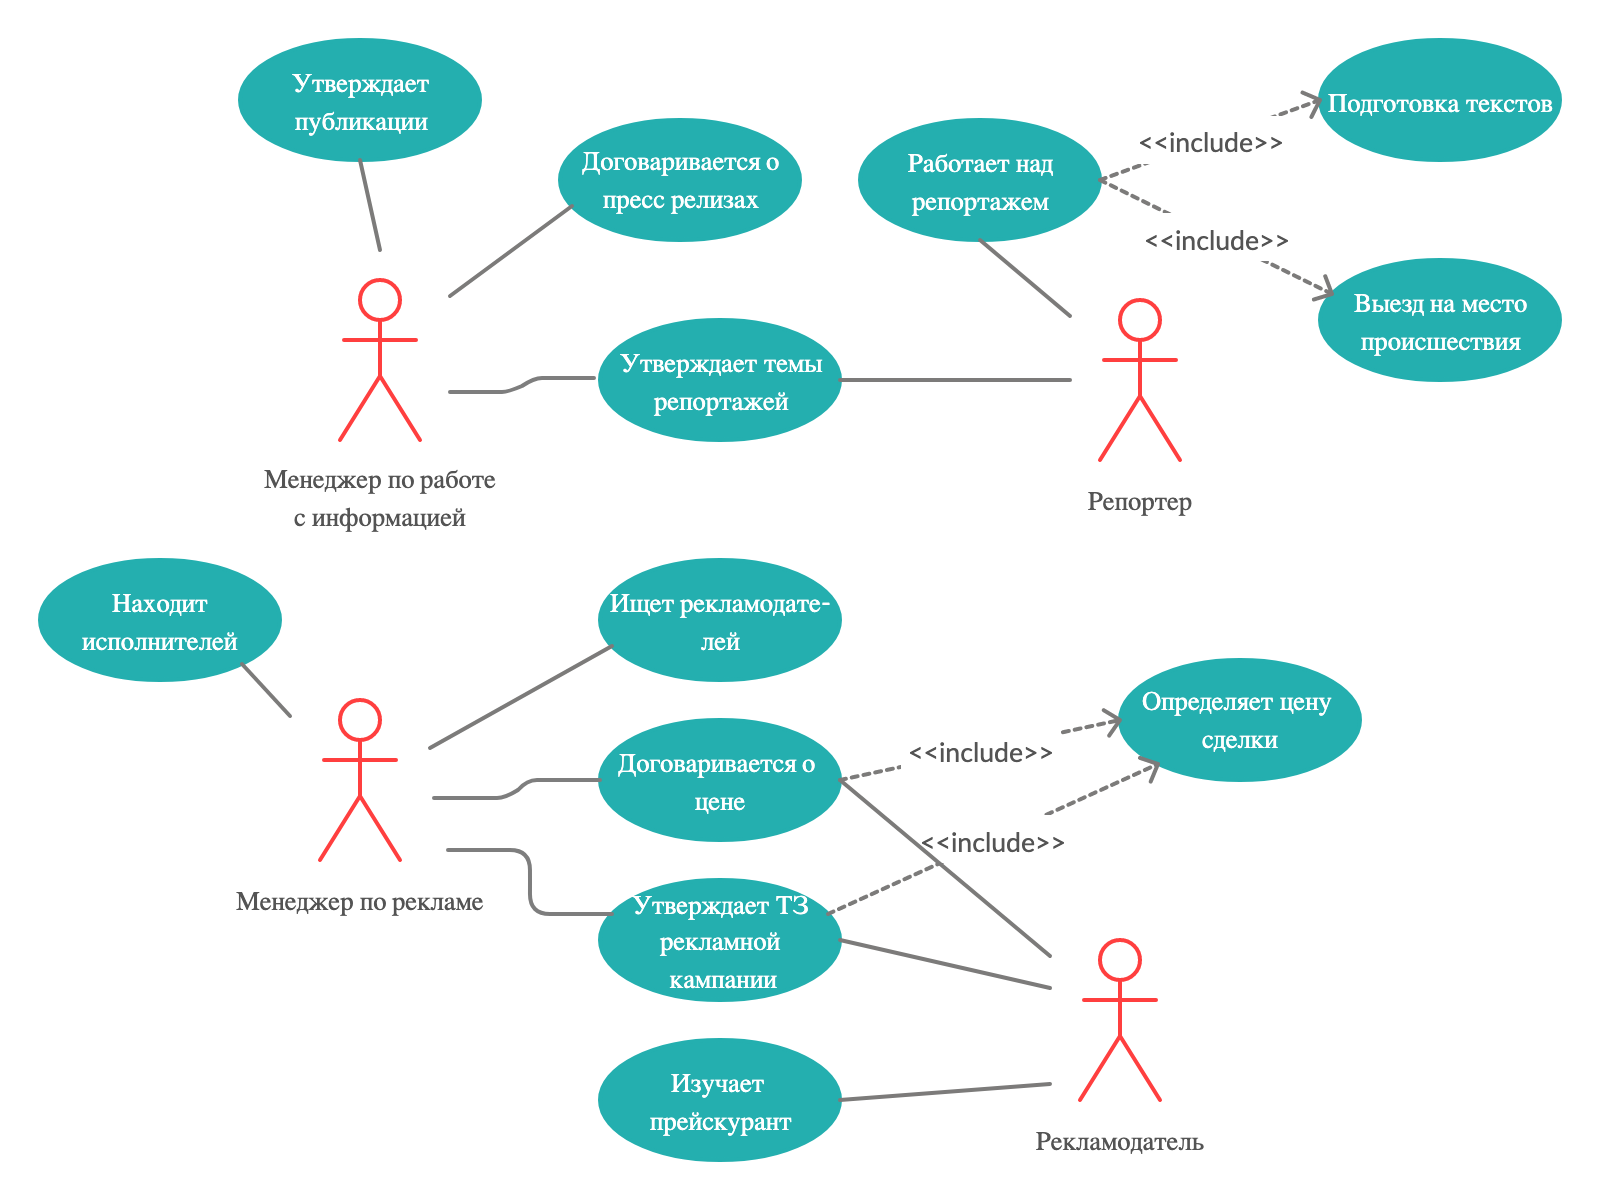 Утверждает
публикации
Подготовка текстов
Договаривается о
пресс релизах
Работает над
репортажем
<<include>>
<<include>>
Выезд на место
происшествия
Утверждает темы
репортажей
Менеджер по работе
с информацией
Репортер
Находит
исполнителей
Ищет рекламодате-
лей
Определяет цену
сделки
Договаривается о
цене
<<include>>
<<include>>
Менеджер по рекламе
Утверждает ТЗ
рекламной
кампании
Изучает
прейскурант
Рекламодатель